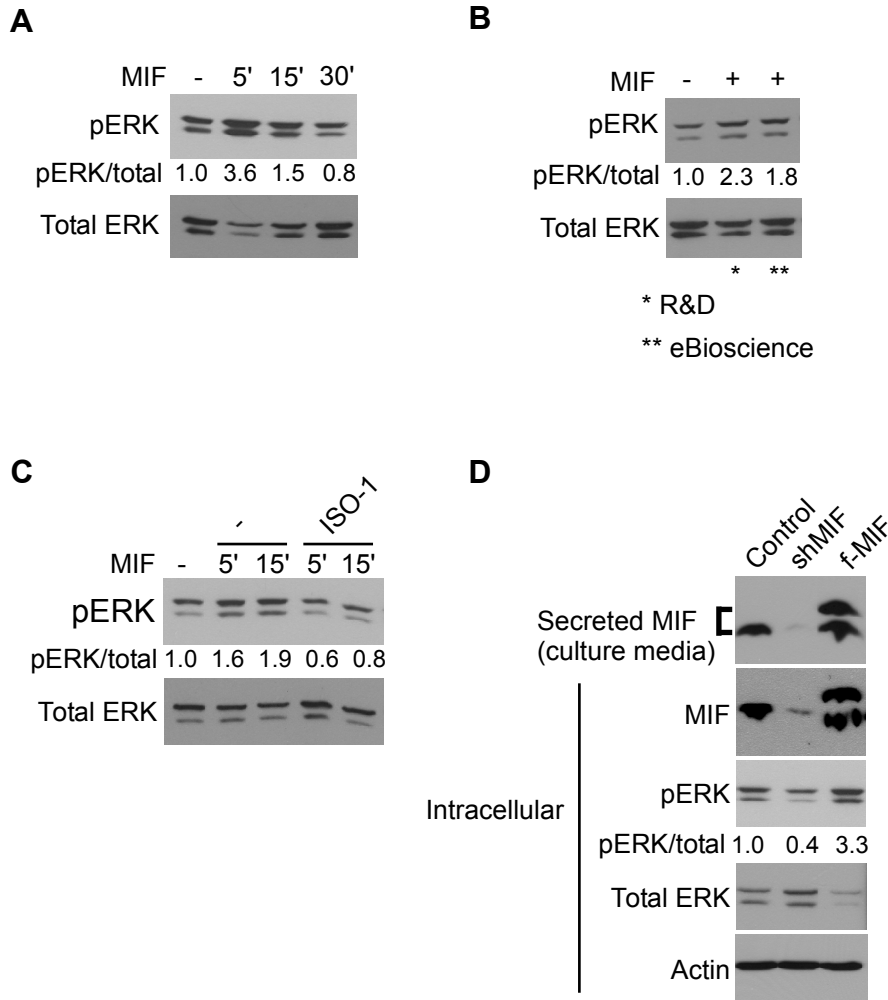 A
MIF - 5' 15' 30'
pERK
pERK/total 1.0 3.6 1.5 0.8
Total ERK
B
MIF - + +
pERK
pERK/total 1.0 2.3 1.8
Total ERK
* **
* R&D
** eBioscience
C
- ISO-1
MIF - 5' 15' 5' 15'
pERK
pERK/total 1.0 1.6 1.9 0.6 0.8
Total ERK
D
Control shMIF f-MIF
Secreted MIF
(culture media)
MIF
Intracellular
pERK
pERK/total 1.0 0.4 3.3
Total ERK
Actin